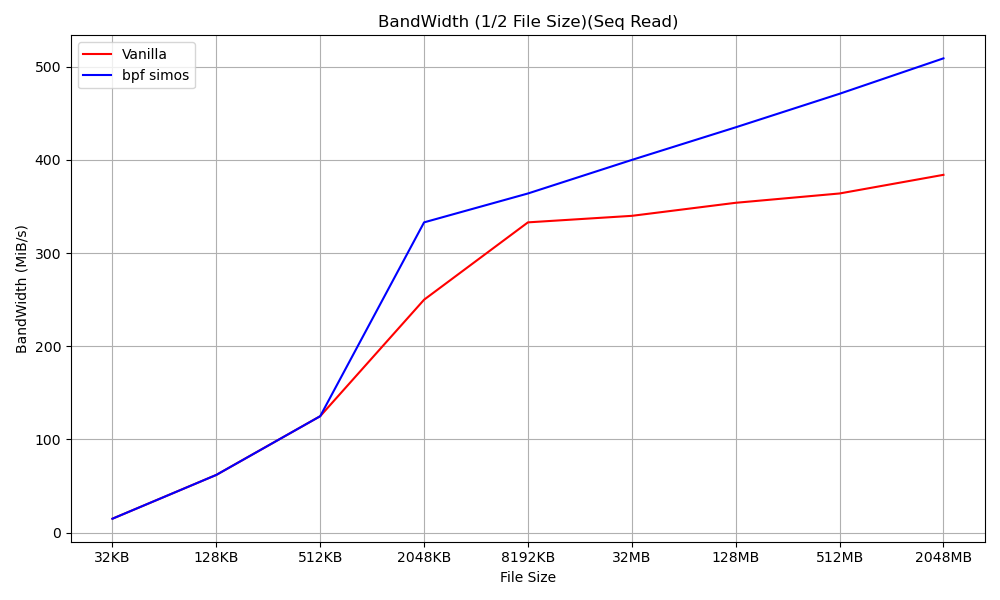 BandWidth (1/2 File Size)(Seq Read)
Vanilla
bpf simos
BandWidth (MiB/s)
500
400
300
200
100
0
32KB 128KB 512KB 2048KB 8192KB 32MB 128MB 512MB 2048MB
File Size